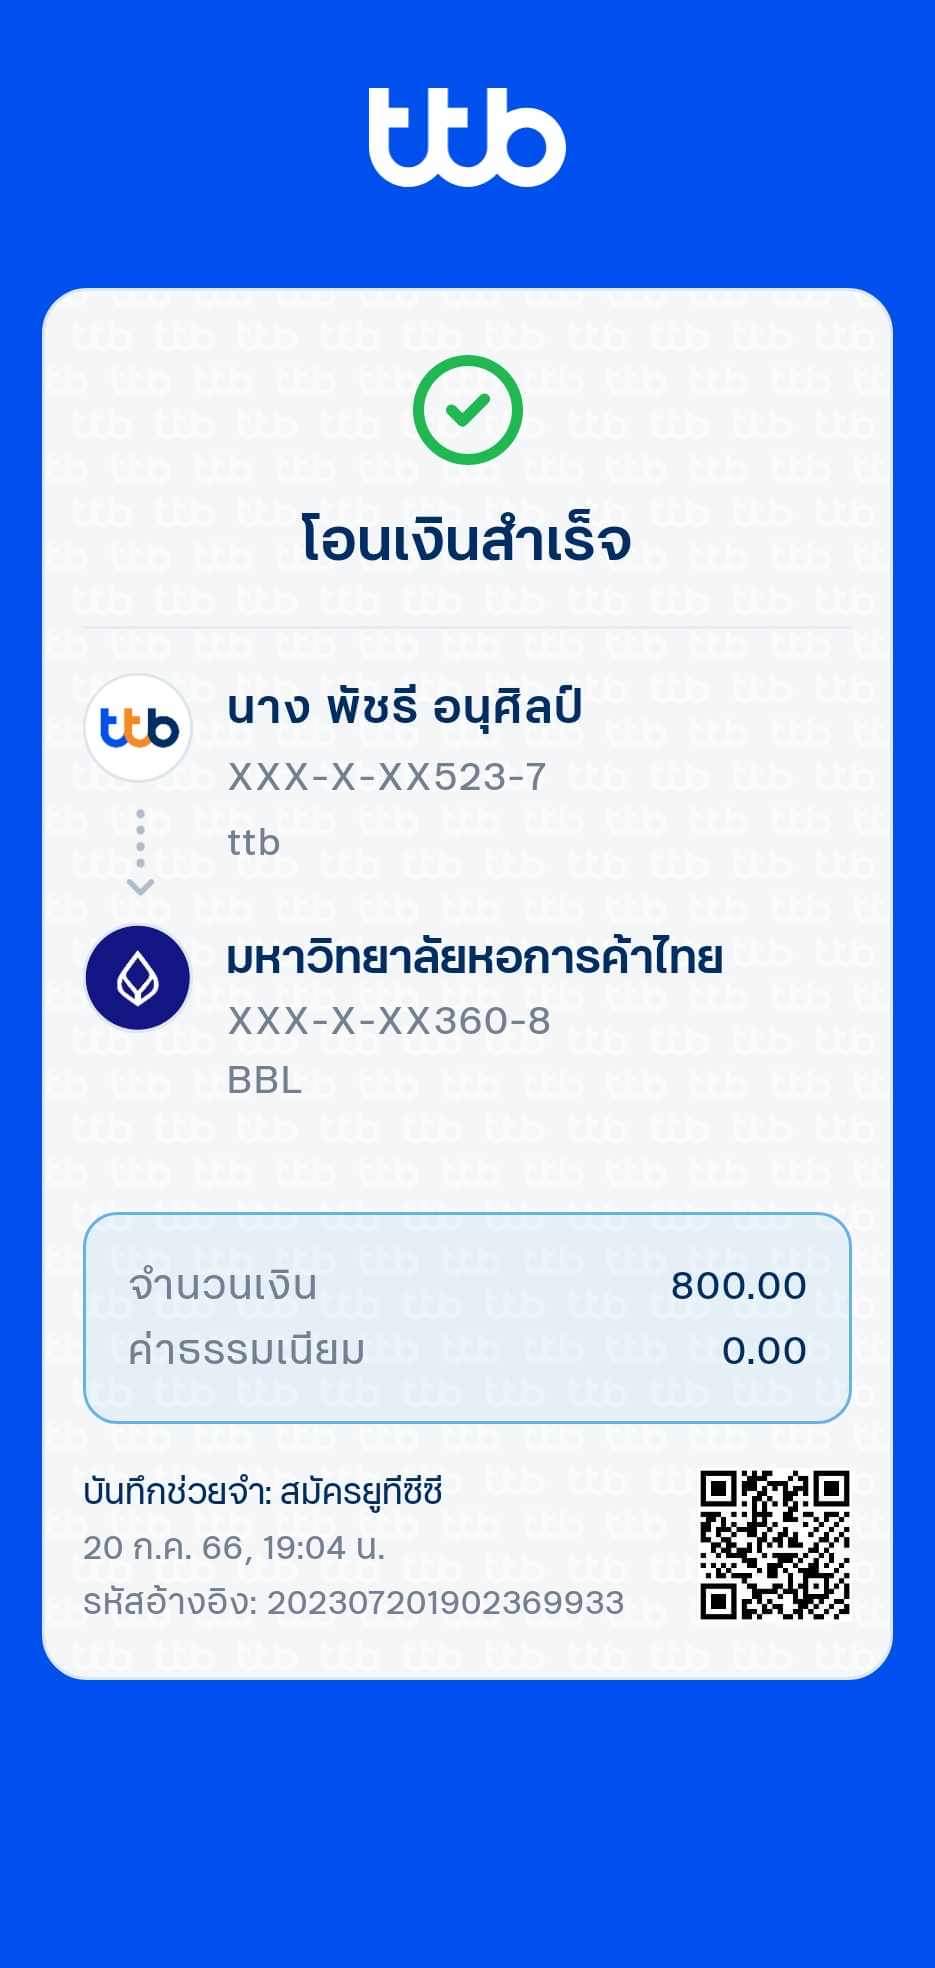 ttb
โอนเงินสำเร็จ
ttb
นาง พัชรี อนุศิลป์
XXX-X-XX523-7
ttb
มหาวิทยาลัยหอการค้าไทย
XXX-X-XX360-8
BBL
จำนวนเงิน 800.00
ค่าธรรมเนียม 0.00
บันทึกช่วยจำ: สมัครยูทีซีซี
20 ก.ค. 66, 19:04 น.
รหัสอ้างอิง: 202307201902369933